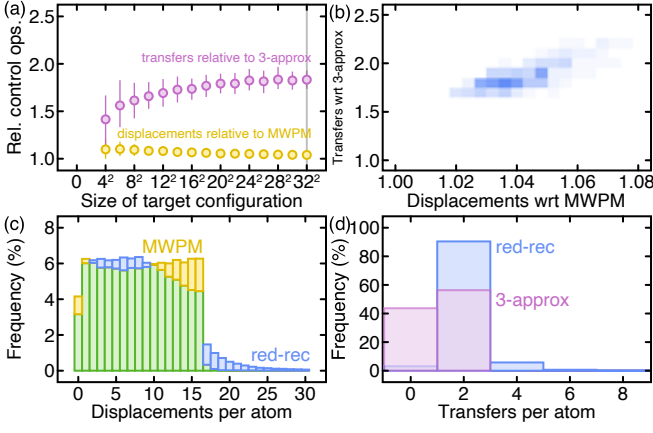 (a)
Rel. control ops.
2.0
1.5
1.0
transfers relative to 3-approx
displacements relative to MWPM
0 4² 8² 12² 16² 20² 24² 28² 32²
Size of target configuration
(b)
Transfers wrt 3-approx
2.0
1.5
1.0
1.00 1.02 1.04 1.06 1.08
Displacements wrt MWPM
(c)
Frequency (%)
8
6
4
2
0
MWPM
red-rec
0 5 10 15 20 25 30
Displacements per atom
(d)
Frequency (%)
100
80
60
40
20
0
red-rec
3-approx
0 2 4 6 8
Transfers per atom